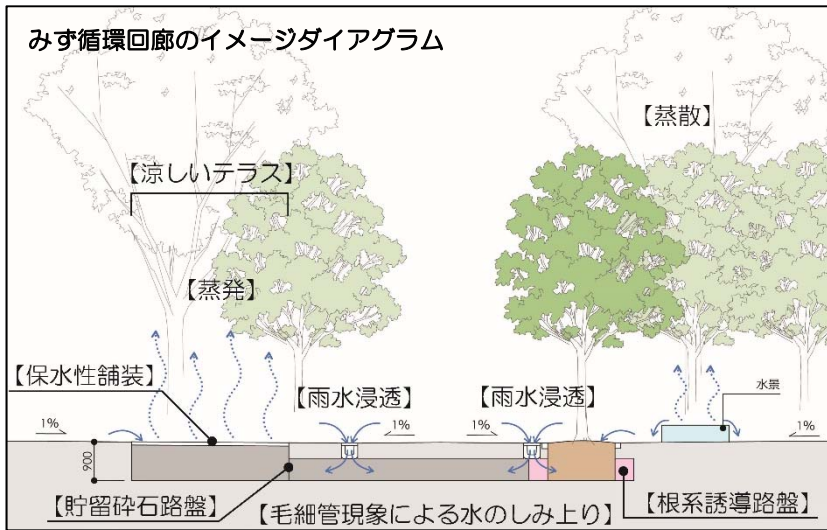 みず循環回廊のイメージダイアグラム
【蒸散】
【涼しいテラス】
【蒸発】
【保水性舗装】
【雨水浸透】
【雨水浸透】
水景
1%
1%
1%
1%
1%
900
【貯留砕石路盤】
【毛細管現象による水のしみ上り】
【根系誘導路盤】